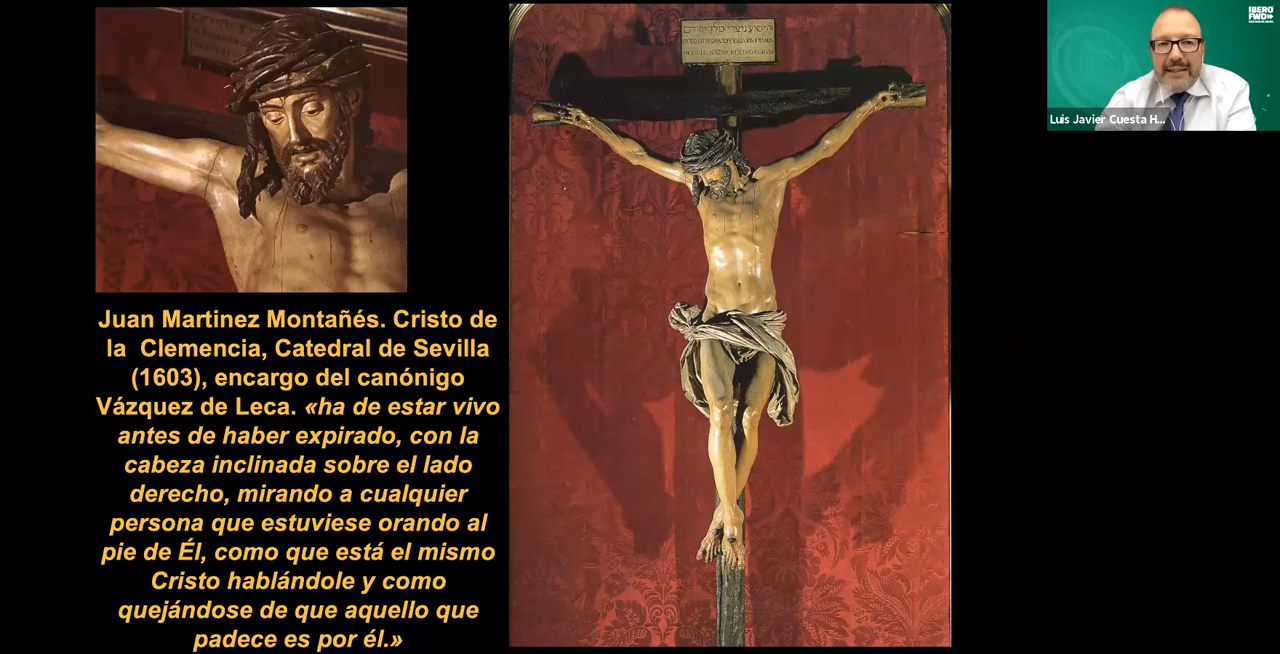 Juan Martinez Montañés. Cristo de
la Clemencia, Catedral de Sevilla
(1603), encargo del canónigo
Vázquez de Leca. «ha de estar vivo
antes de haber expirado, con la
cabeza inclinada sobre el lado
derecho, mirando a cualquier
persona que estuviese orando al
pie de Él, como que está el mismo
Cristo hablándole y como
quejándose de que aquello que
padece es por él.»
IBERO
FWD
Luis Javier Cuesta H...